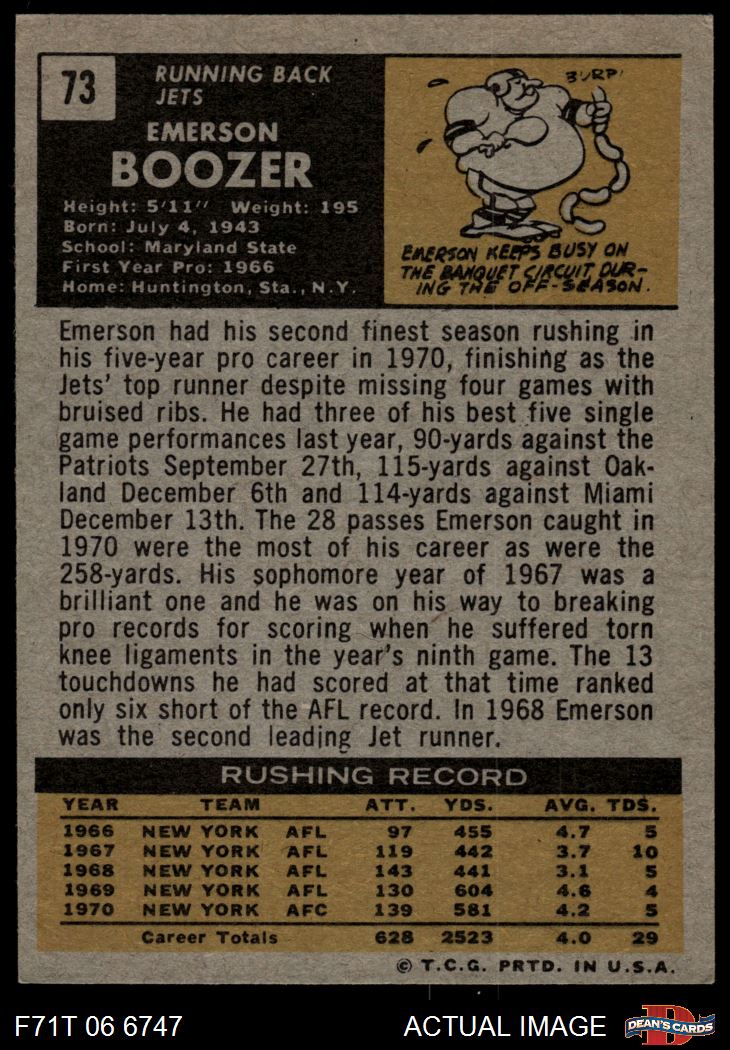 73
RUNNING BACK
JETS
EMERSON
BOOZER
Height: 5'11" Weight: 195
Born: July 4, 1943
School: Maryland State
First Year Pro: 1966
Home: Huntington, Sta., N.Y.
BURP!
EMERSON KEEPS BUSY ON
THE BANQUET CIRCUIT DUR-
ING THE OFF-SEASON.
Emerson had his second finest season rushing in
his five-year pro career in 1970, finishing as the
Jets' top runner despite missing four games with
bruised ribs. He had three of his best five single
game performances last year, 90-yards against the
Patriots September 27th, 115-yards against Oak-
land December 6th and 114-yards against Miami
December 13th. The 28 passes Emerson caught in
1970 were the most of his career as were the
258-yards. His sophomore year of 1967 was a
brilliant one and he was on his way to breaking
pro records for scoring when he suffered torn
knee ligaments in the year's ninth game. The 13
touchdowns he had scored at that time ranked
only six short of the AFL record. In 1968 Emerson
was the second leading Jet runner.
RUSHING RECORD
YEAR TEAM ATT. YDS. AVG. TDS.
1966 NEW YORK AFL 97 455 4.7 5
1967 NEW YORK AFL 119 442 3.7 10
1968 NEW YORK AFL 143 441 3.1 5
1969 NEW YORK AFL 130 604 4.6 4
1970 NEW YORK AFC 139 581 4.2 5
Career Totals 628 2523 4.0 29
© T.C.G. PRTD. IN U.S.A.
F71T 06 6747 ACTUAL IMAGE
D
DEAN'S CARDS